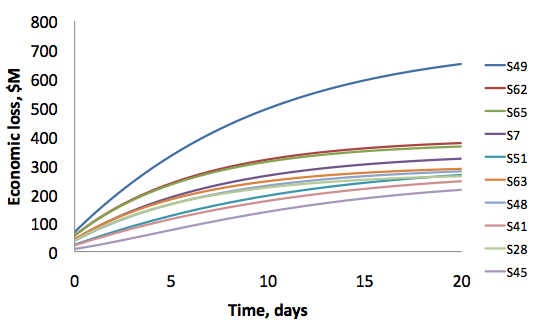 800
700
600
500
400
300
200
100
0
Economic loss, $M
0 5 10 15 20
Time, days
S49
S62
S65
S7
S51
S63
S48
S41
S28
S45